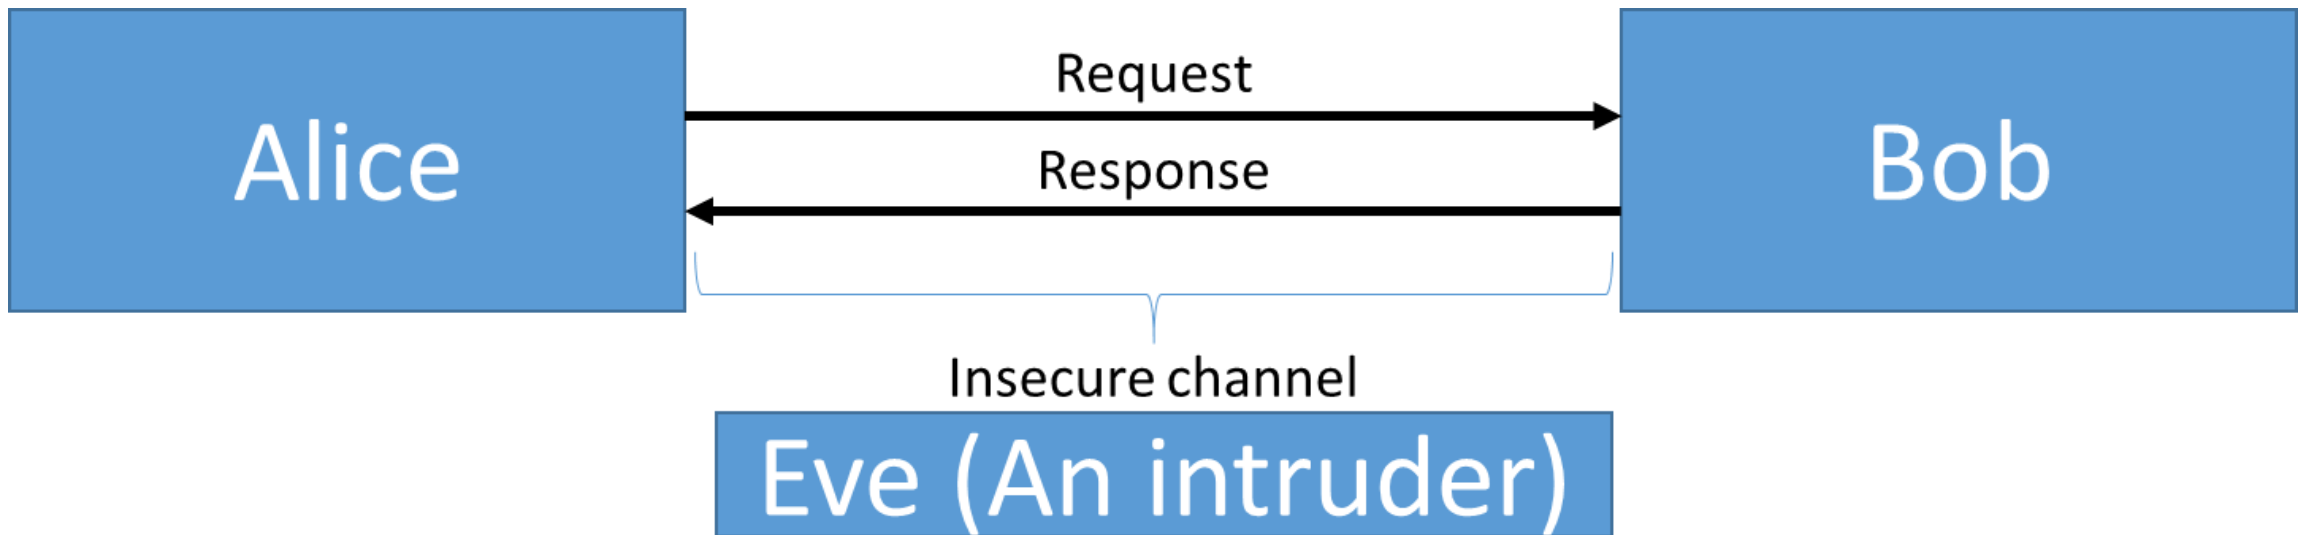 Request
Alice
Bob
Response
Insecure channel
Eve (An intruder)